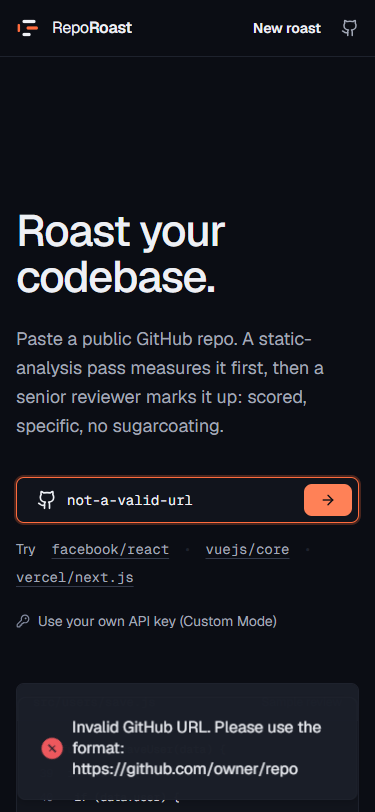 RepoRoast New roast
Roast your
codebase.
Paste a public GitHub repo. A static-
analysis pass measures it first, then a
senior reviewer marks it up: scored,
specific, no sugarcoating.
not-a-valid-url
Try facebook/react · vuejs/core ·
vercel/next.js
Use your own API key (Custom Mode)
Invalid GitHub URL. Please use the
format:
https://github.com/owner/repo